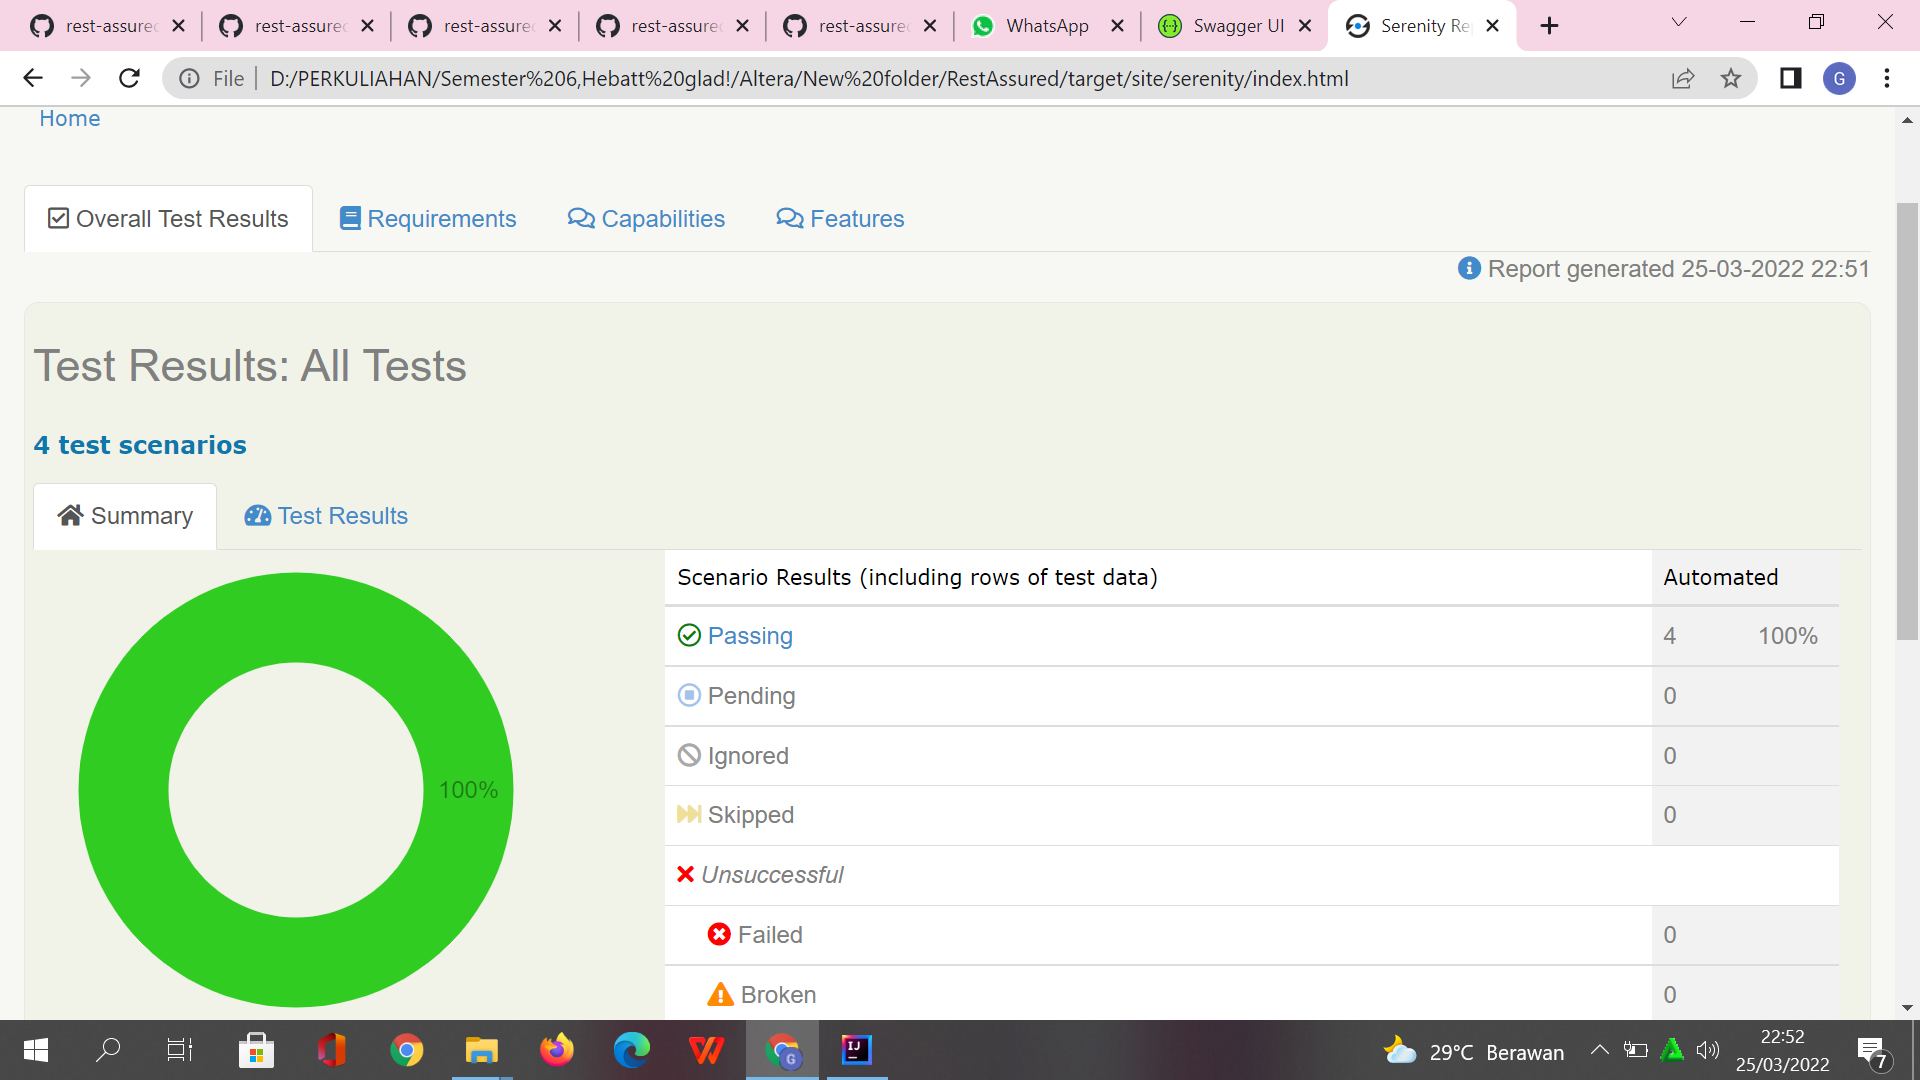 rest-assured
rest-assured
rest-assured
rest-assured
rest-assured
WhatsApp
Swagger UI
Serenity Re
File
D:/PERKULIAHAN/Semester%206,Hebatt%20glad!/Altera/New%20folder/RestAssured/target/site/serenity/index.html
G
Home
Overall Test Results
Requirements
Capabilities
Features
Report generated 25-03-2022 22:51
Test Results: All Tests
4 test scenarios
Summary
Test Results
100%
Scenario Results (including rows of test data)
Automated
Passing
4
100%
Pending
0
Ignored
0
Skipped
0
Unsuccessful
Failed
0
Broken
0
G
IJ
29°C Berawan
22:52
25/03/2022
7